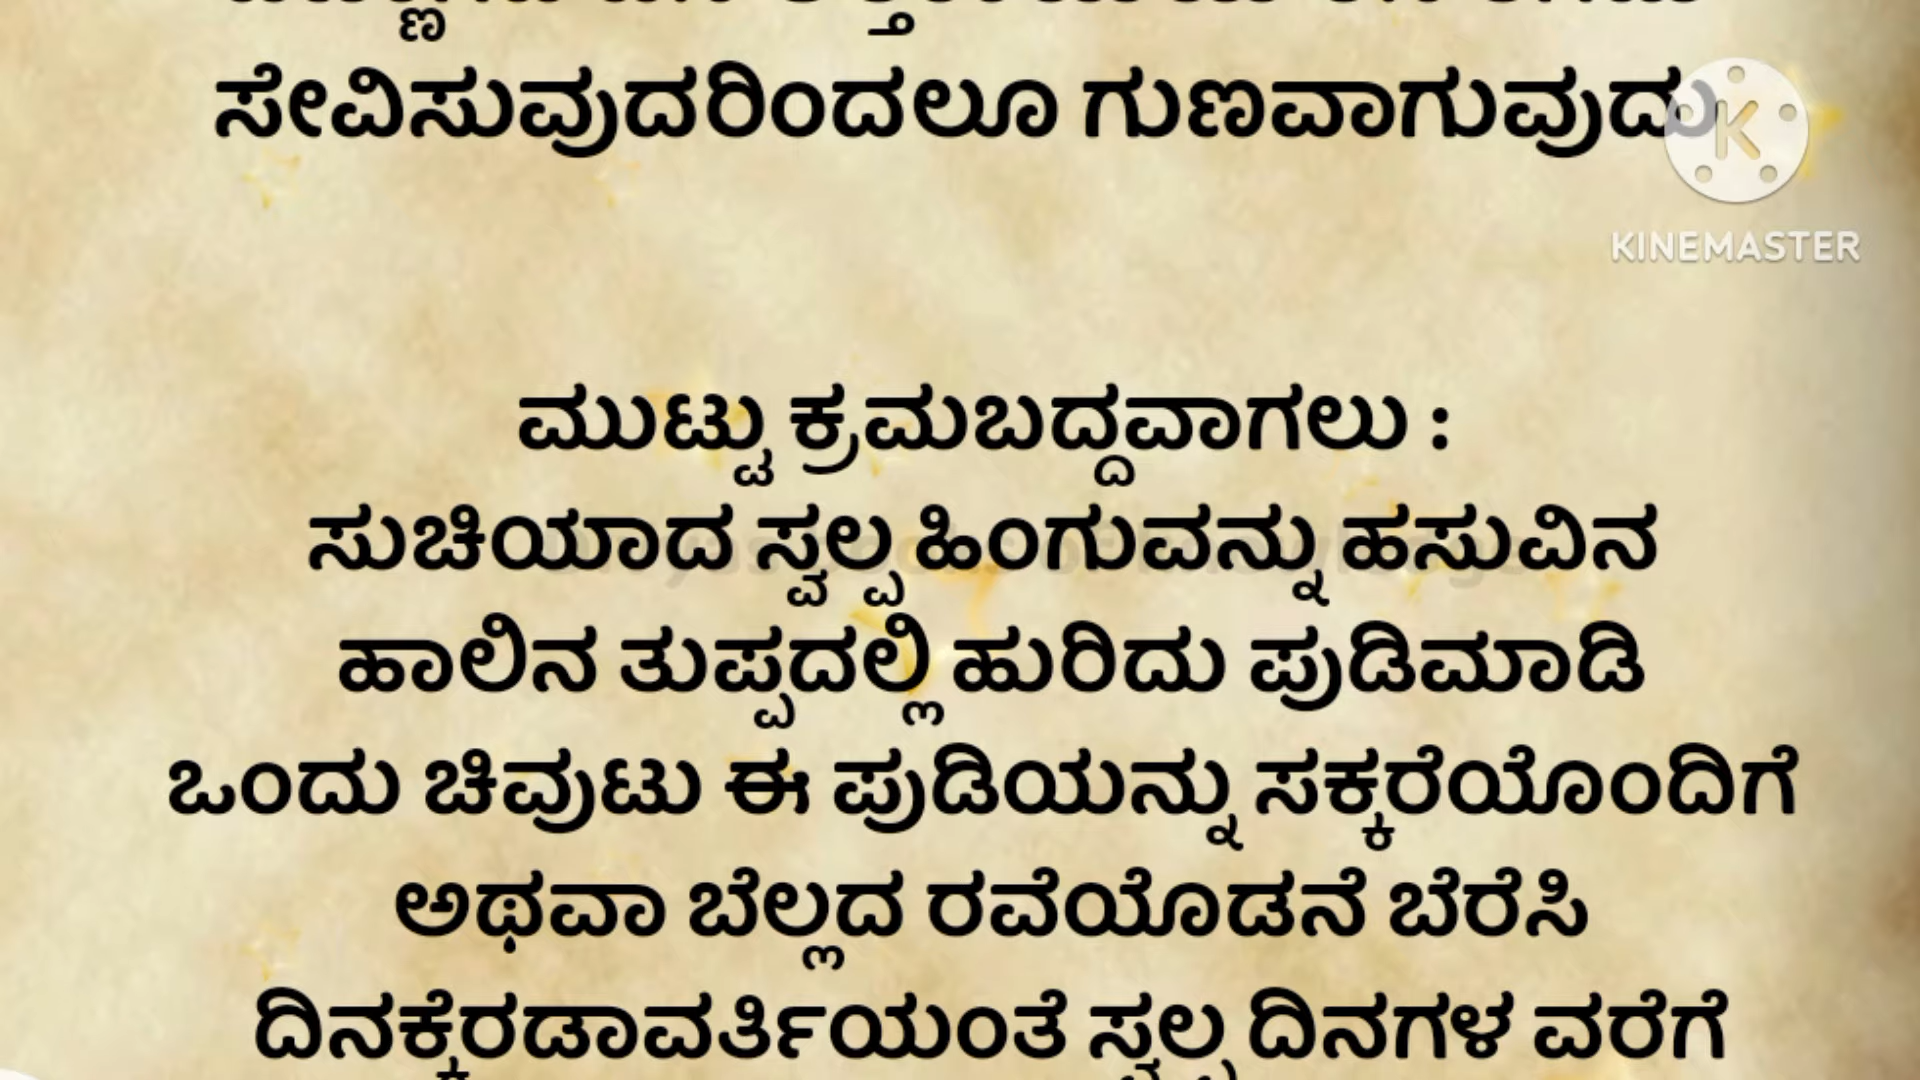 ಸೇವಿಸುವುದರಿಂದಲೂ ಗುಣವಾಗುವುದು
KINEMASTER
ಮುಟ್ಟು ಕ್ರಮಬದ್ದವಾಗಲು :
ಸುಚಿಯಾದ ಸ್ವಲ್ಪ ಹಿಂಗುವನ್ನು ಹಸುವಿನ
ಹಾಲಿನ ತುಪ್ಪದಲ್ಲಿ ಹುರಿದು ಪುಡಿಮಾಡಿ
ಒಂದು ಚಿವುಟು ಈ ಪುಡಿಯನ್ನು ಸಕ್ಕರೆಯೊಂದಿಗೆ
ಅಥವಾ ಬೆಲ್ಲದ ರವೆಯೊಡನೆ ಬೆರೆಸಿ
ದಿನಕ್ಕೆರಡಾವರ್ತಿಯಂತೆ ಸ್ವಲ್ಪ ದಿನಗಳ ವರೆಗೆ